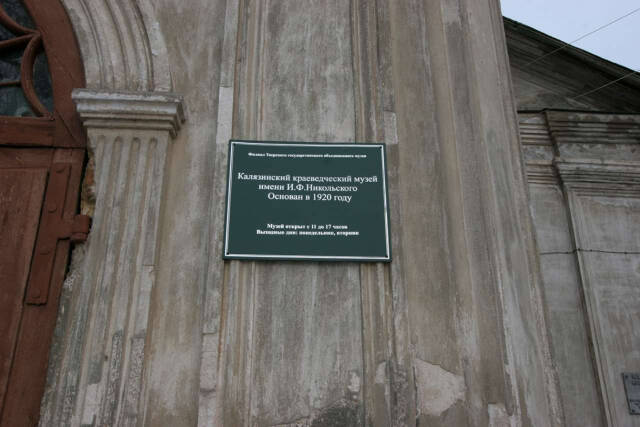 Филиал Тверского государственного объединенного музея
Калязинский краеведческий музей
имени И.Ф.Никольского
Основан в 1920 году
Музей открыт с 11 до 17 часов
Выходные дни: понедельник, вторник